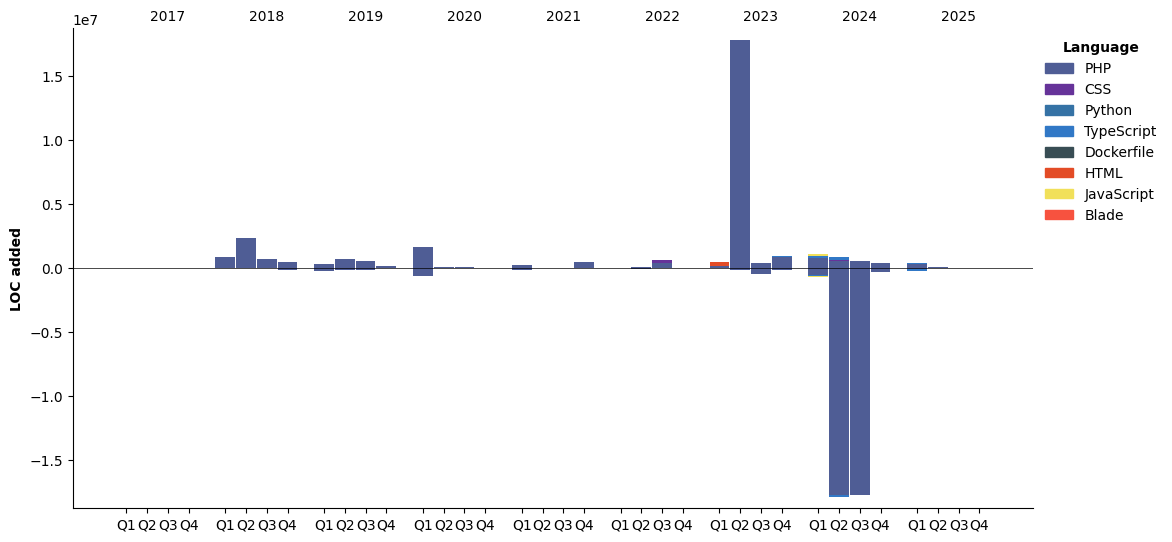 1e7
2017 2018 2019 2020 2021 2022 2023 2024 2025
Language
PHP
CSS
Python
TypeScript
Dockerfile
HTML
JavaScript
Blade
LOC added
1.5
1.0
0.5
0.0
−0.5
−1.0
−1.5
Q1 Q2 Q3 Q4 Q1 Q2 Q3 Q4 Q1 Q2 Q3 Q4 Q1 Q2 Q3 Q4 Q1 Q2 Q3 Q4 Q1 Q2 Q3 Q4 Q1 Q2 Q3 Q4 Q1 Q2 Q3 Q4 Q1 Q2 Q3 Q4